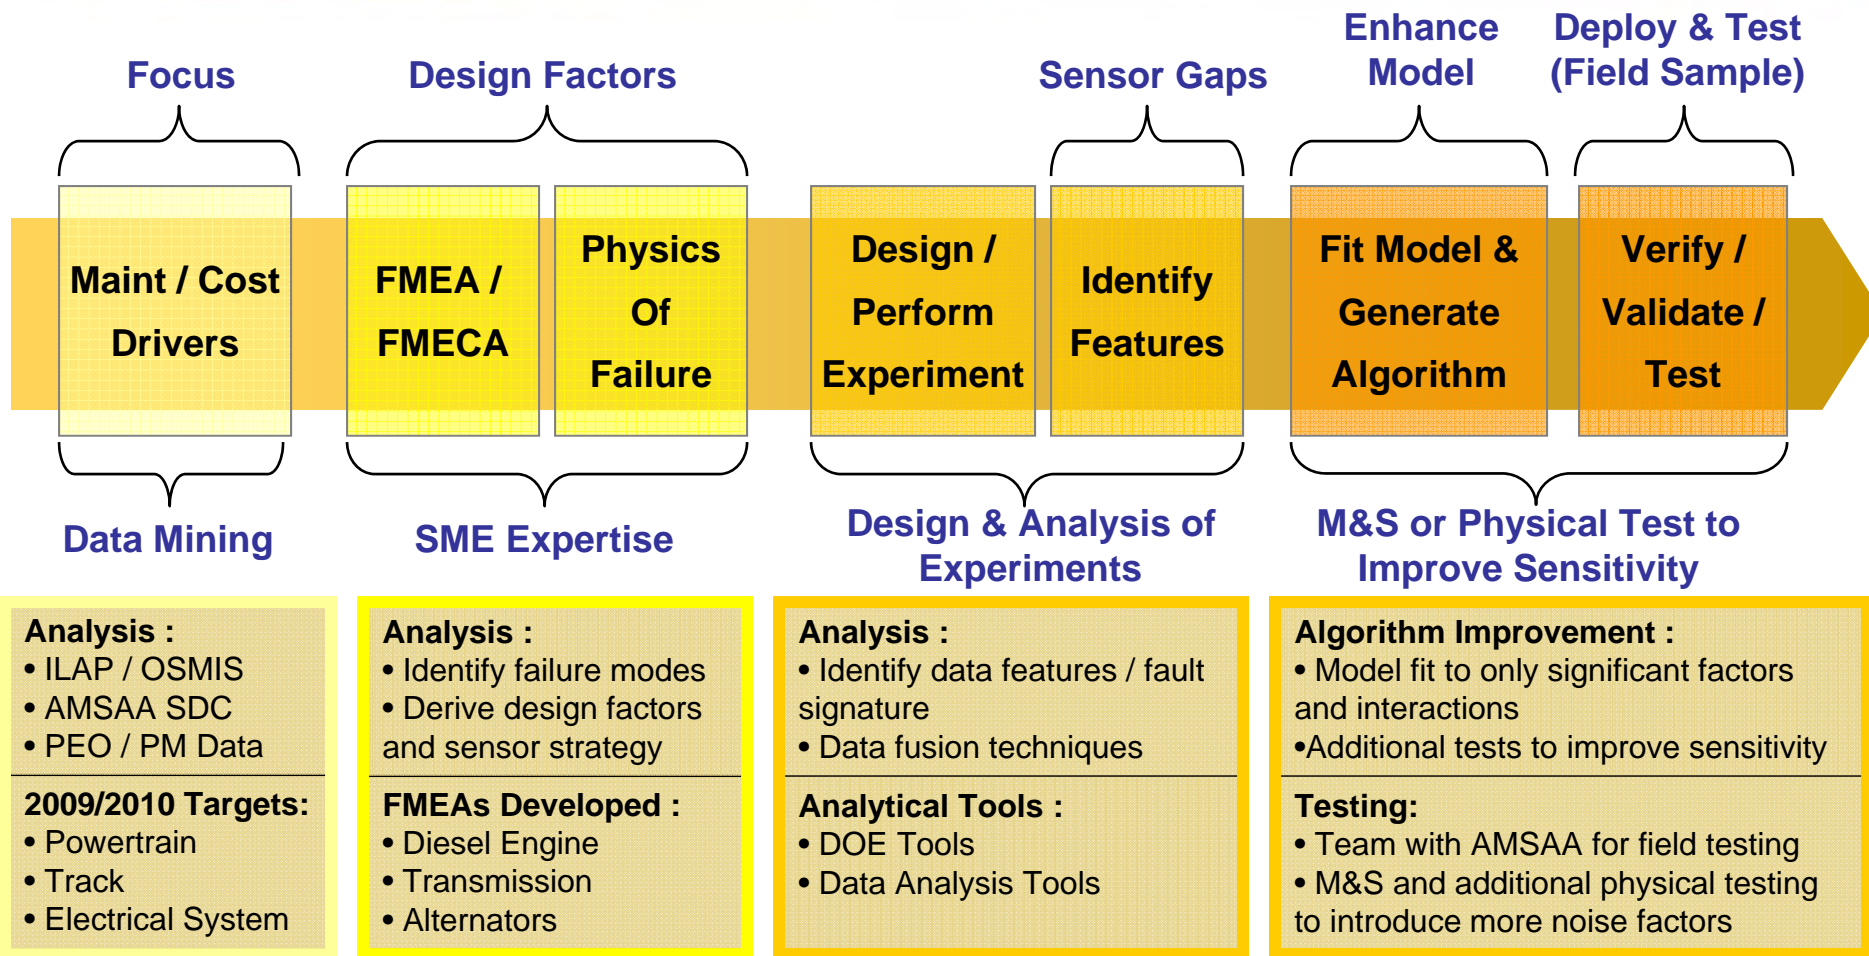 Focus
Design Factors
Sensor Gaps
Enhance
Model
Deploy & Test
(Field Sample)
Maint / Cost
Drivers
FMEA /
FMECA
Physics
Of
Failure
Design /
Perform
Experiment
Identify
Features
Fit Model &
Generate
Algorithm
Verify /
Validate /
Test
Data Mining
SME Expertise
Design & Analysis of
Experiments
M&S or Physical Test to
Improve Sensitivity
Analysis :
• ILAP / OSMIS
• AMSAA SDC
• PEO / PM Data
2009/2010 Targets:
• Powertrain
• Track
• Electrical System
Analysis :
• Identify failure modes
• Derive design factors
and sensor strategy
FMEAs Developed :
• Diesel Engine
• Transmission
• Alternators
Analysis :
• Identify data features / fault
signature
• Data fusion techniques
Analytical Tools :
• DOE Tools
• Data Analysis Tools
Algorithm Improvement :
• Model fit to only significant factors
and interactions
•Additional tests to improve sensitivity
Testing:
• Team with AMSAA for field testing
• M&S and additional physical testing
to introduce more noise factors